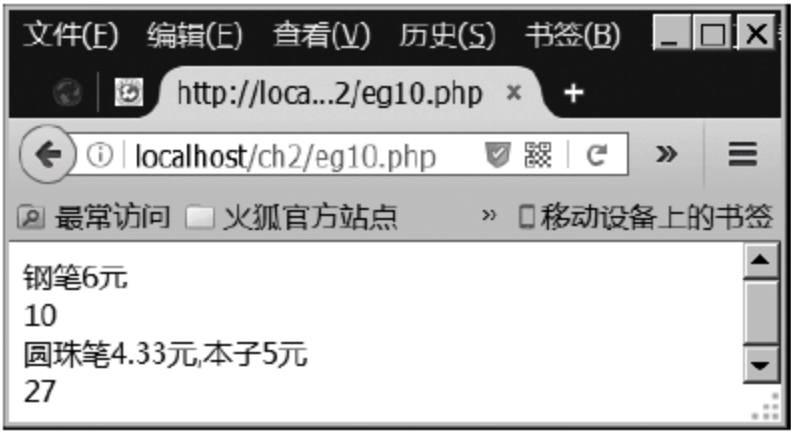 文件(F) 编辑(E) 查看(V) 历史(S) 书签(B)
http://loca...2/eg10.php
localhost/ch2/eg10.php
最常访问 火狐官方站点 移动设备上的书签
钢笔6元
10
圆珠笔4.33元,本子5元
27